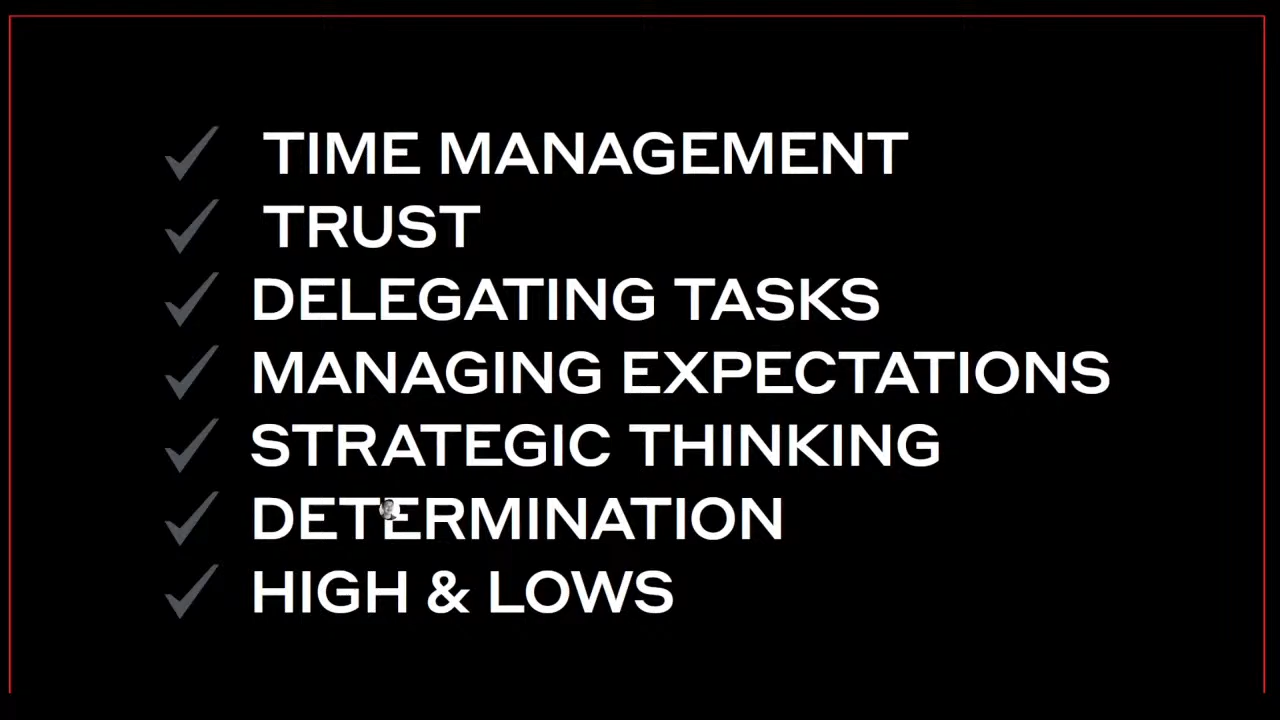 TIME MANAGEMENT
TRUST
DELEGATING TASKS
MANAGING EXPECTATIONS
STRATEGIC THINKING
DETERMINATION
HIGH & LOWS